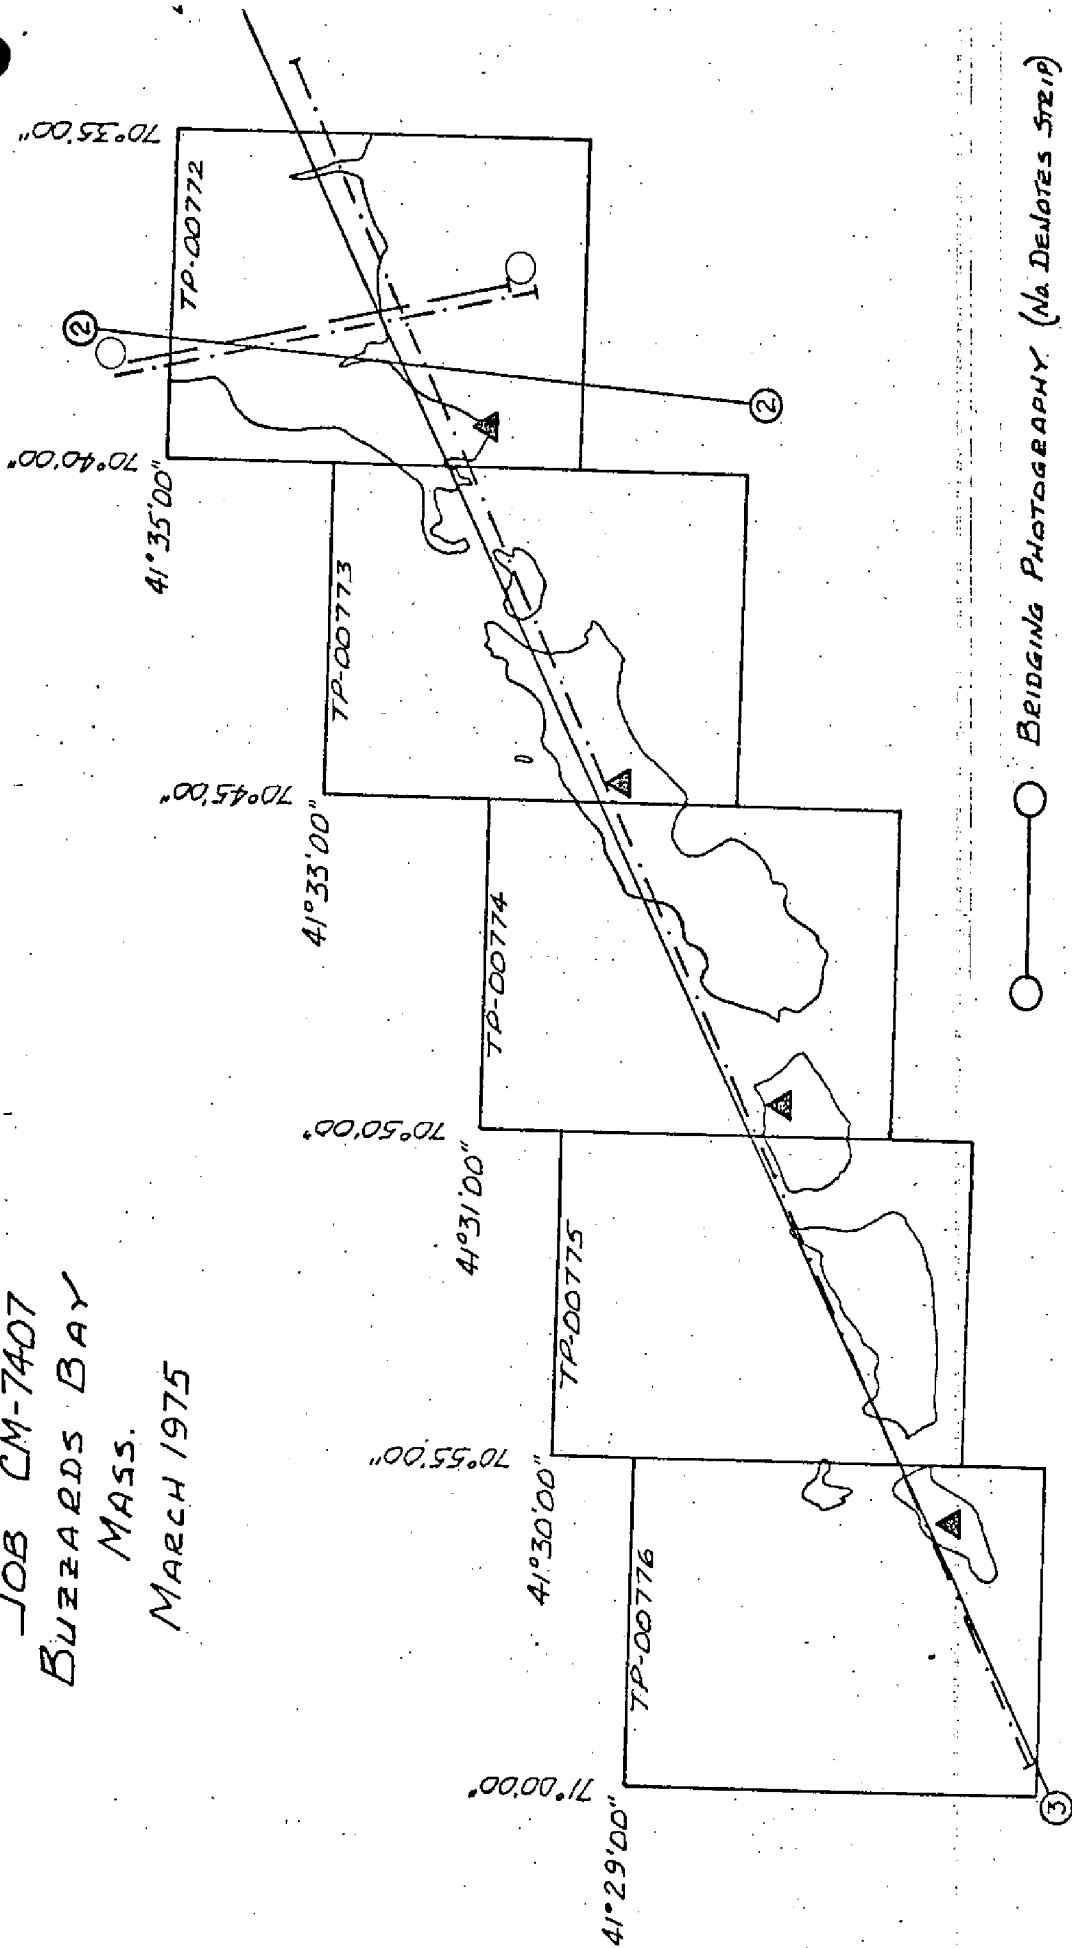 JOB CM-7407
BUZZARDS BAY
MASS.
MARCH 1975
71°00'00"
41°29'00"
TP-00776
70°55'00"
41°30'00"
TP-00775
70°50'00"
41°31'00"
TP-00774
70°45'00"
41°33'00"
TP-00773
70°40'00"
41°35'00"
TP-00772
70°35'00"
2
2
3
BRIDGING PHOTOGRAPHY (NO. DENOTES STRIP)